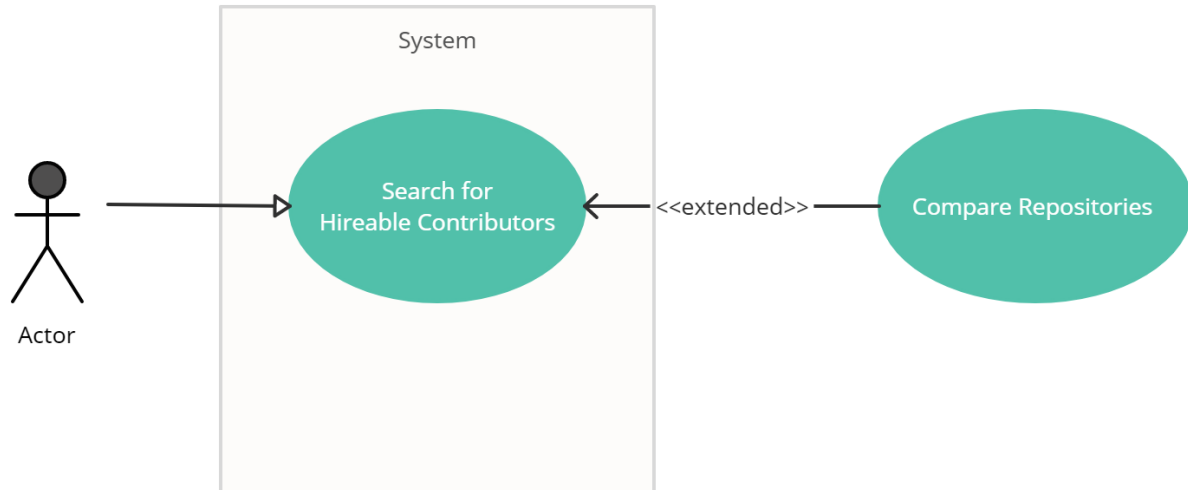 System
Search for
Hireable Contributors
<<extended>>
Compare Repositories
Actor